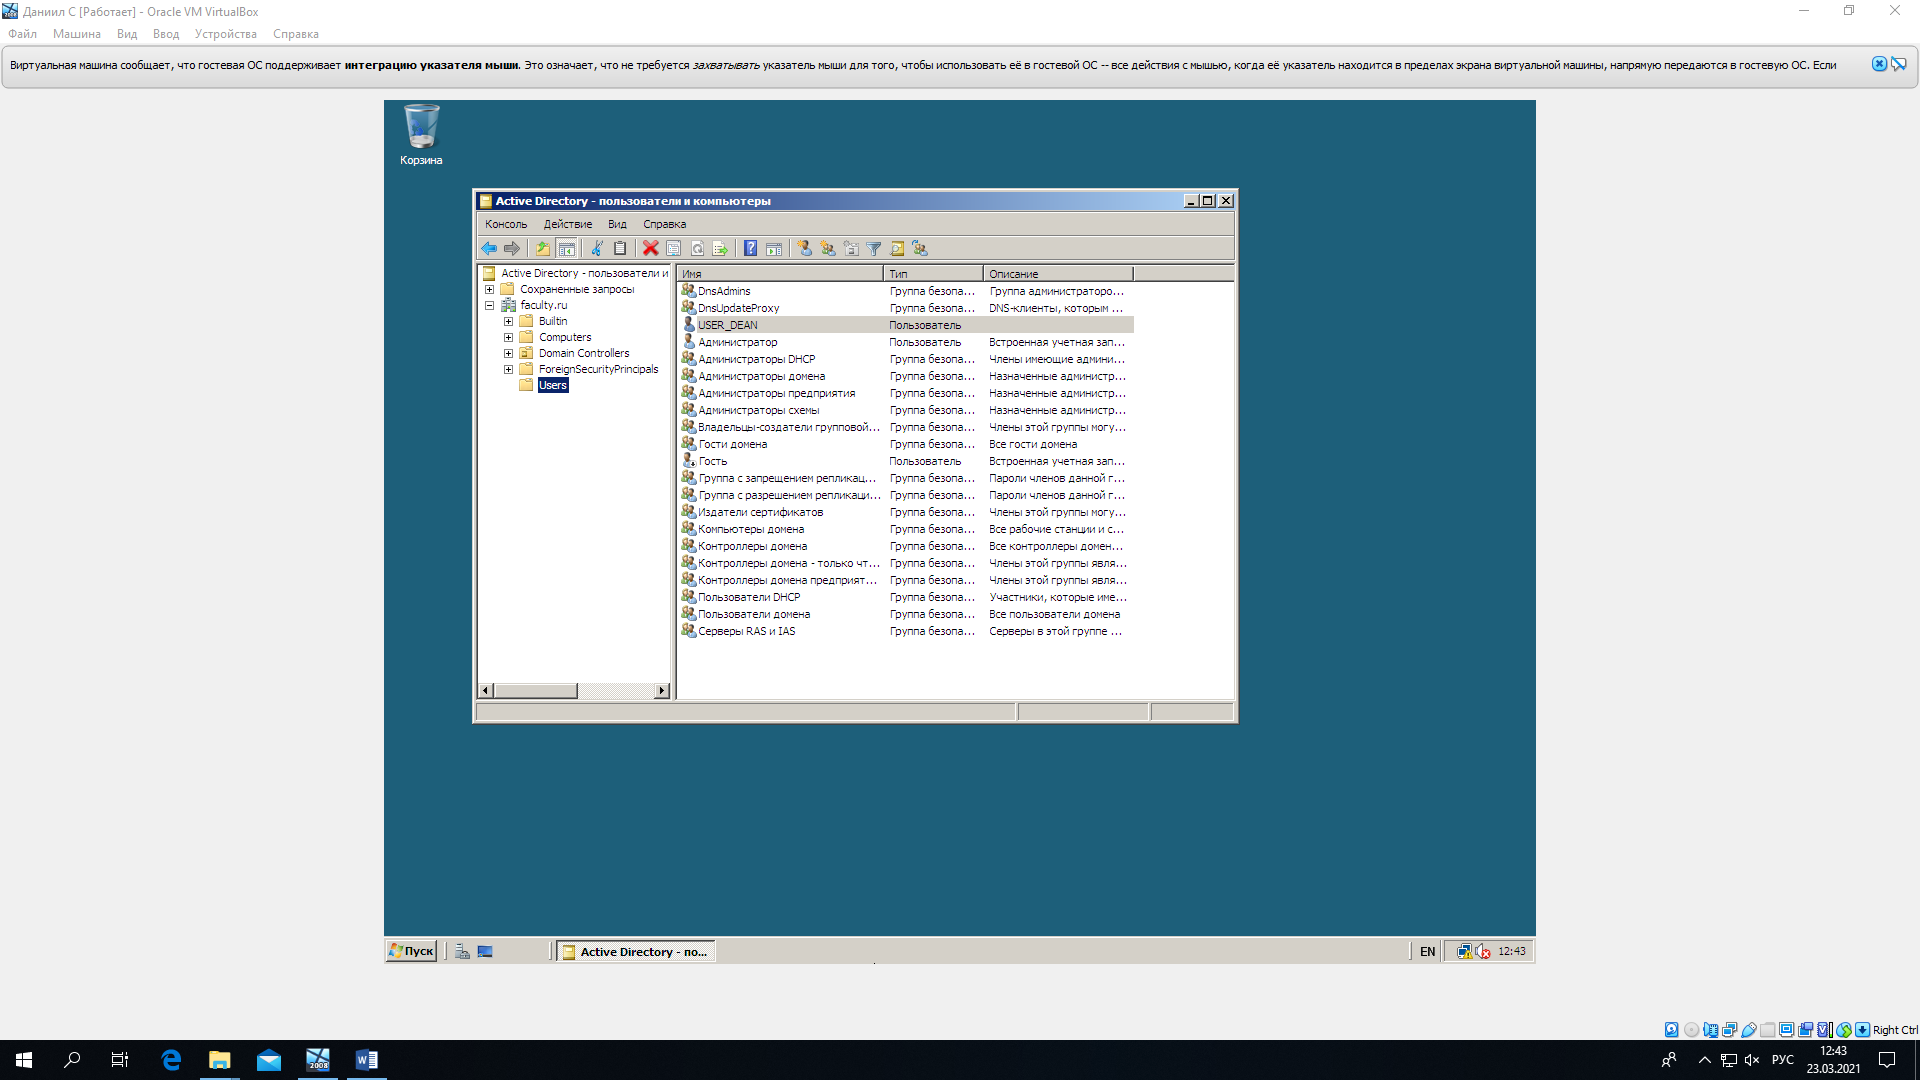 Даниил С [Работает] - Oracle VM VirtualBox
Файл Машина Вид Ввод Устройства Справка
Виртуальная машина сообщает, что гостевая ОС поддерживает интеграцию указателя мыши. Это означает, что не требуется захватывать указатель мыши для того, чтобы использовать её в гостевой ОС -- все действия с мышью, когда её указатель находится в пределах экрана виртуальной машины, напрямую передаются в гостевую ОС. Если
Корзина
Active Directory - пользователи и компьютеры
Консоль Действие Вид Справка
Active Directory - пользователи и
Сохраненные запросы
faculty.ru
Builtin
Computers
Domain Controllers
ForeignSecurityPrincipals
Users
Имя Тип Описание
DnsAdmins Группа безопа... Группа администраторо...
DnsUpdateProxy Группа безопа... DNS-клиенты, которым ...
USER_DEAN Пользователь
Администратор Пользователь Встроенная учетная зап...
Администраторы DHCP Группа безопа... Члены имеющие админи...
Администраторы домена Группа безопа... Назначенные администр...
Администраторы предприятия Группа безопа... Назначенные администр...
Администраторы схемы Группа безопа... Назначенные администр...
Владельцы-создатели групповой... Группа безопа... Члены этой группы могу...
Гости домена Группа безопа... Все гости домена
Гость Пользователь Встроенная учетная зап...
Группа с запрещением репликац... Группа безопа... Пароли членов данной г...
Группа с разрешением репликаци... Группа безопа... Пароли членов данной г...
Издатели сертификатов Группа безопа... Члены этой группы могу...
Компьютеры домена Группа безопа... Все рабочие станции и с...
Контроллеры домена Группа безопа... Все контроллеры домен...
Контроллеры домена - только чт... Группа безопа... Члены этой группы явля...
Контроллеры домена предприят... Группа безопа... Члены этой группы явля...
Пользователи DHCP Группа безопа... Участники, которые име...
Пользователи домена Группа безопа... Все пользователи домена
Серверы RAS и IAS Группа безопа... Серверы в этой группе ...
Пуск Active Directory - по... EN 12:43
Right Ctrl
2008
РУС
12:43
23.03.2021